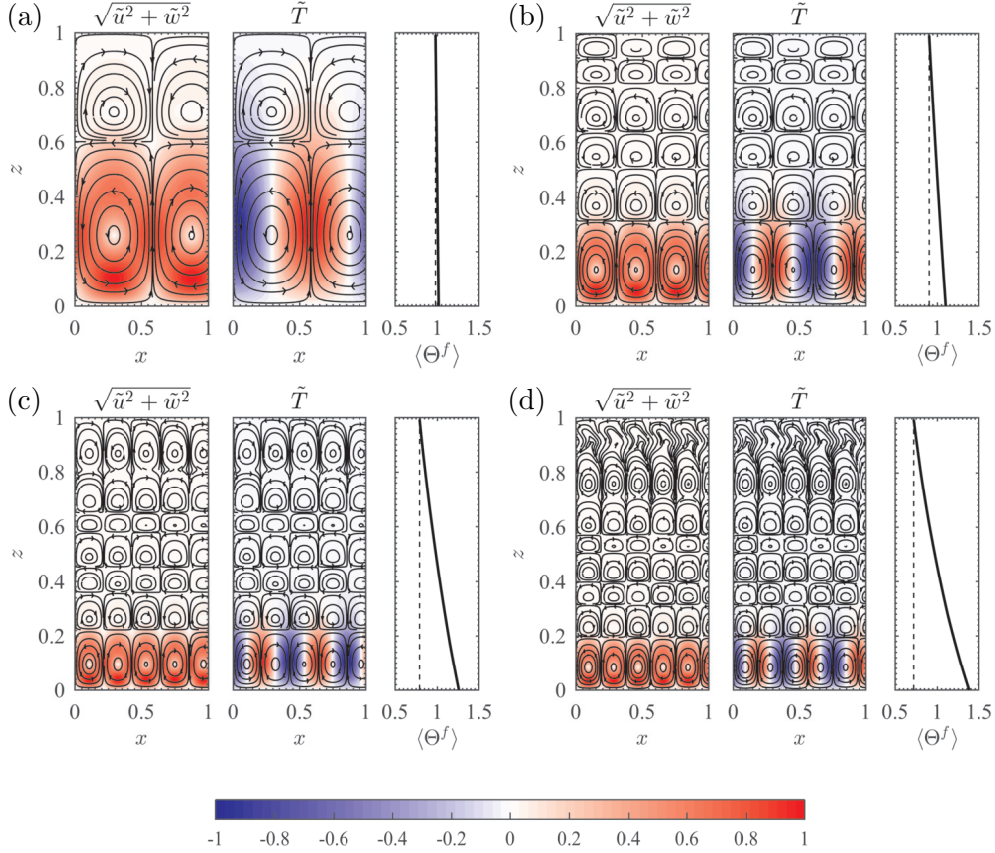 (a) √ũ² + w̃² T̃ (b) √ũ² + w̃² T̃
1 1
0.8 0.8
z 0.6 z 0.6
0.4 0.4
0.2 0.2
0 0
0 0.5 1 0 0.5 1 0.5 1 1.5 0 0.5 1 0 0.5 1 0.5 1 1.5
x x ⟨Θᶠ⟩ x x ⟨Θᶠ⟩
(c) √ũ² + w̃² T̃ (d) √ũ² + w̃² T̃
1 1
0.8 0.8
z 0.6 z 0.6
0.4 0.4
0.2 0.2
0 0
0 0.5 1 0 0.5 1 0.5 1 1.5 0 0.5 1 0 0.5 1 0.5 1 1.5
x x ⟨Θᶠ⟩ x x ⟨Θᶠ⟩
-1 -0.8 -0.6 -0.4 -0.2 0 0.2 0.4 0.6 0.8 1